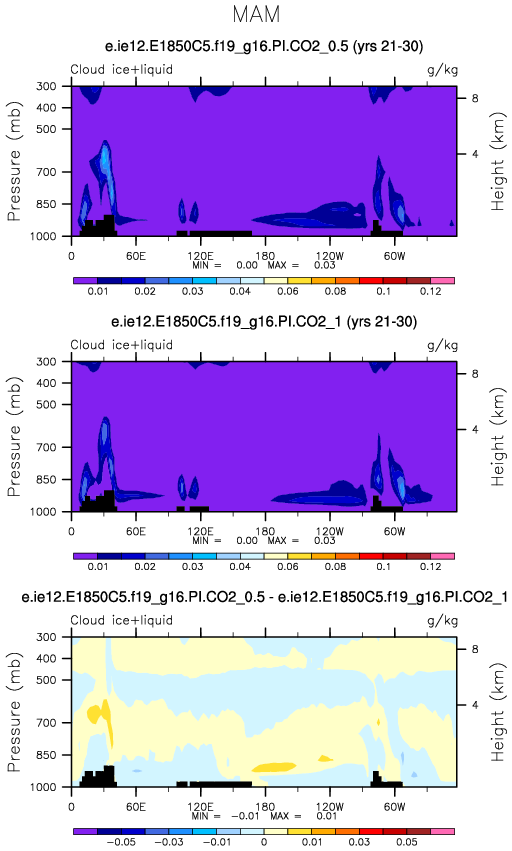 MAM
e.ie12.E1850C5.f19_g16.PI.CO2_0.5 (yrs 21-30)
Cloud ice+liquid g/kg
300
400
500
700
850
1000
Pressure (mb)
8
4
Height (km)
0 60E 120E 180 120W 60W
MIN = 0.00 MAX = 0.03
0.01 0.02 0.03 0.04 0.06 0.08 0.10 0.12
e.ie12.E1850C5.f19_g16.PI.CO2_1 (yrs 21-30)
Cloud ice+liquid g/kg
300
400
500
700
850
1000
Pressure (mb)
8
4
Height (km)
0 60E 120E 180 120W 60W
MIN = 0.00 MAX = 0.03
0.01 0.02 0.03 0.04 0.06 0.08 0.10 0.12
e.ie12.E1850C5.f19_g16.PI.CO2_0.5 - e.ie12.E1850C5.f19_g16.PI.CO2_1
Cloud ice+liquid g/kg
300
400
500
700
850
1000
Pressure (mb)
8
4
Height (km)
0 60E 120E 180 120W 60W
MIN = -0.01 MAX = 0.01
-0.05 -0.03 -0.01 0 0.01 0.03 0.05